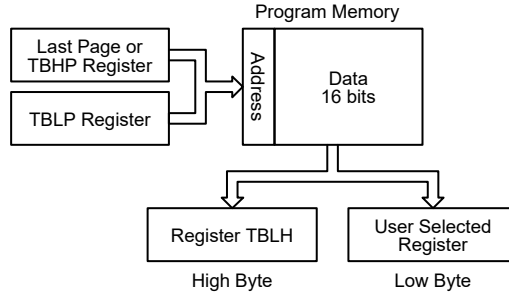 Program Memory
Last Page or
TBHP Register
TBLP Register
Address
Data
16 bits
Register TBLH
User Selected
Register
High Byte
Low Byte